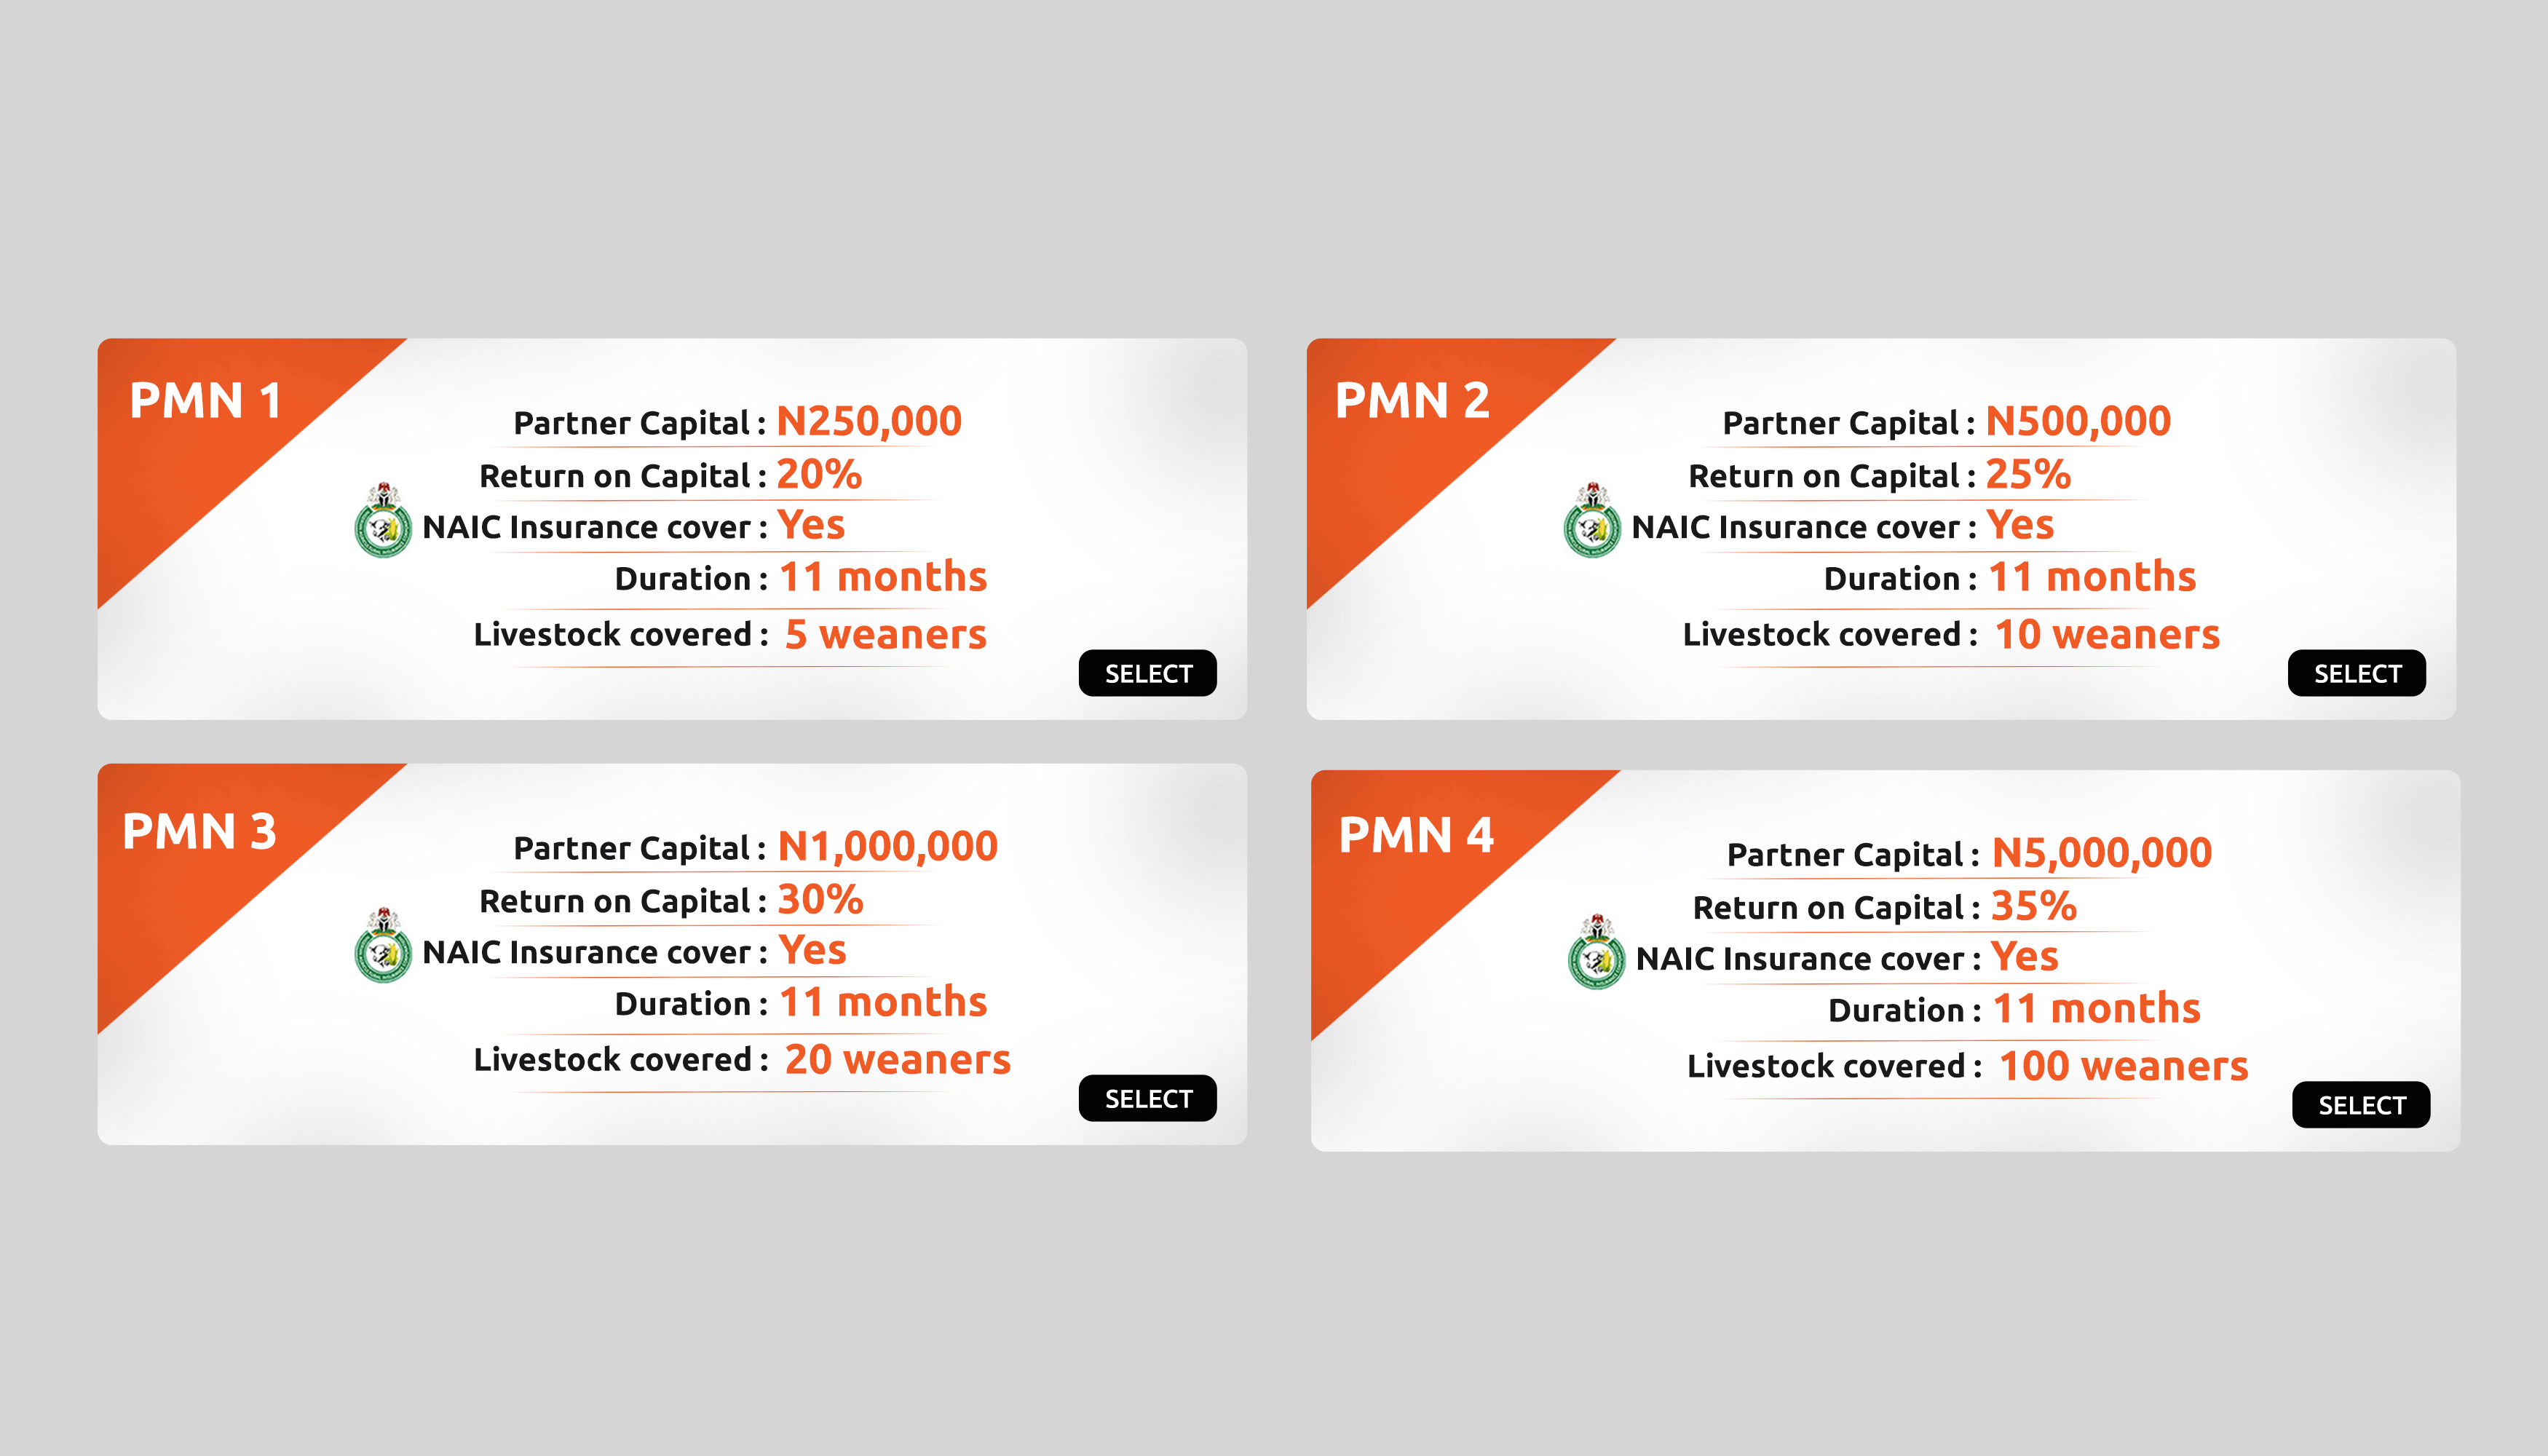 PMN 1
Partner Capital : N250,000
Return on Capital : 20%
NAIC Insurance cover : Yes
Duration : 11 months
Livestock covered : 5 weaners
SELECT
PMN 2
Partner Capital : N500,000
Return on Capital : 25%
NAIC Insurance cover : Yes
Duration : 11 months
Livestock covered : 10 weaners
SELECT
PMN 3
Partner Capital : N1,000,000
Return on Capital : 30%
NAIC Insurance cover : Yes
Duration : 11 months
Livestock covered : 20 weaners
SELECT
PMN 4
Partner Capital : N5,000,000
Return on Capital : 35%
NAIC Insurance cover : Yes
Duration : 11 months
Livestock covered : 100 weaners
SELECT